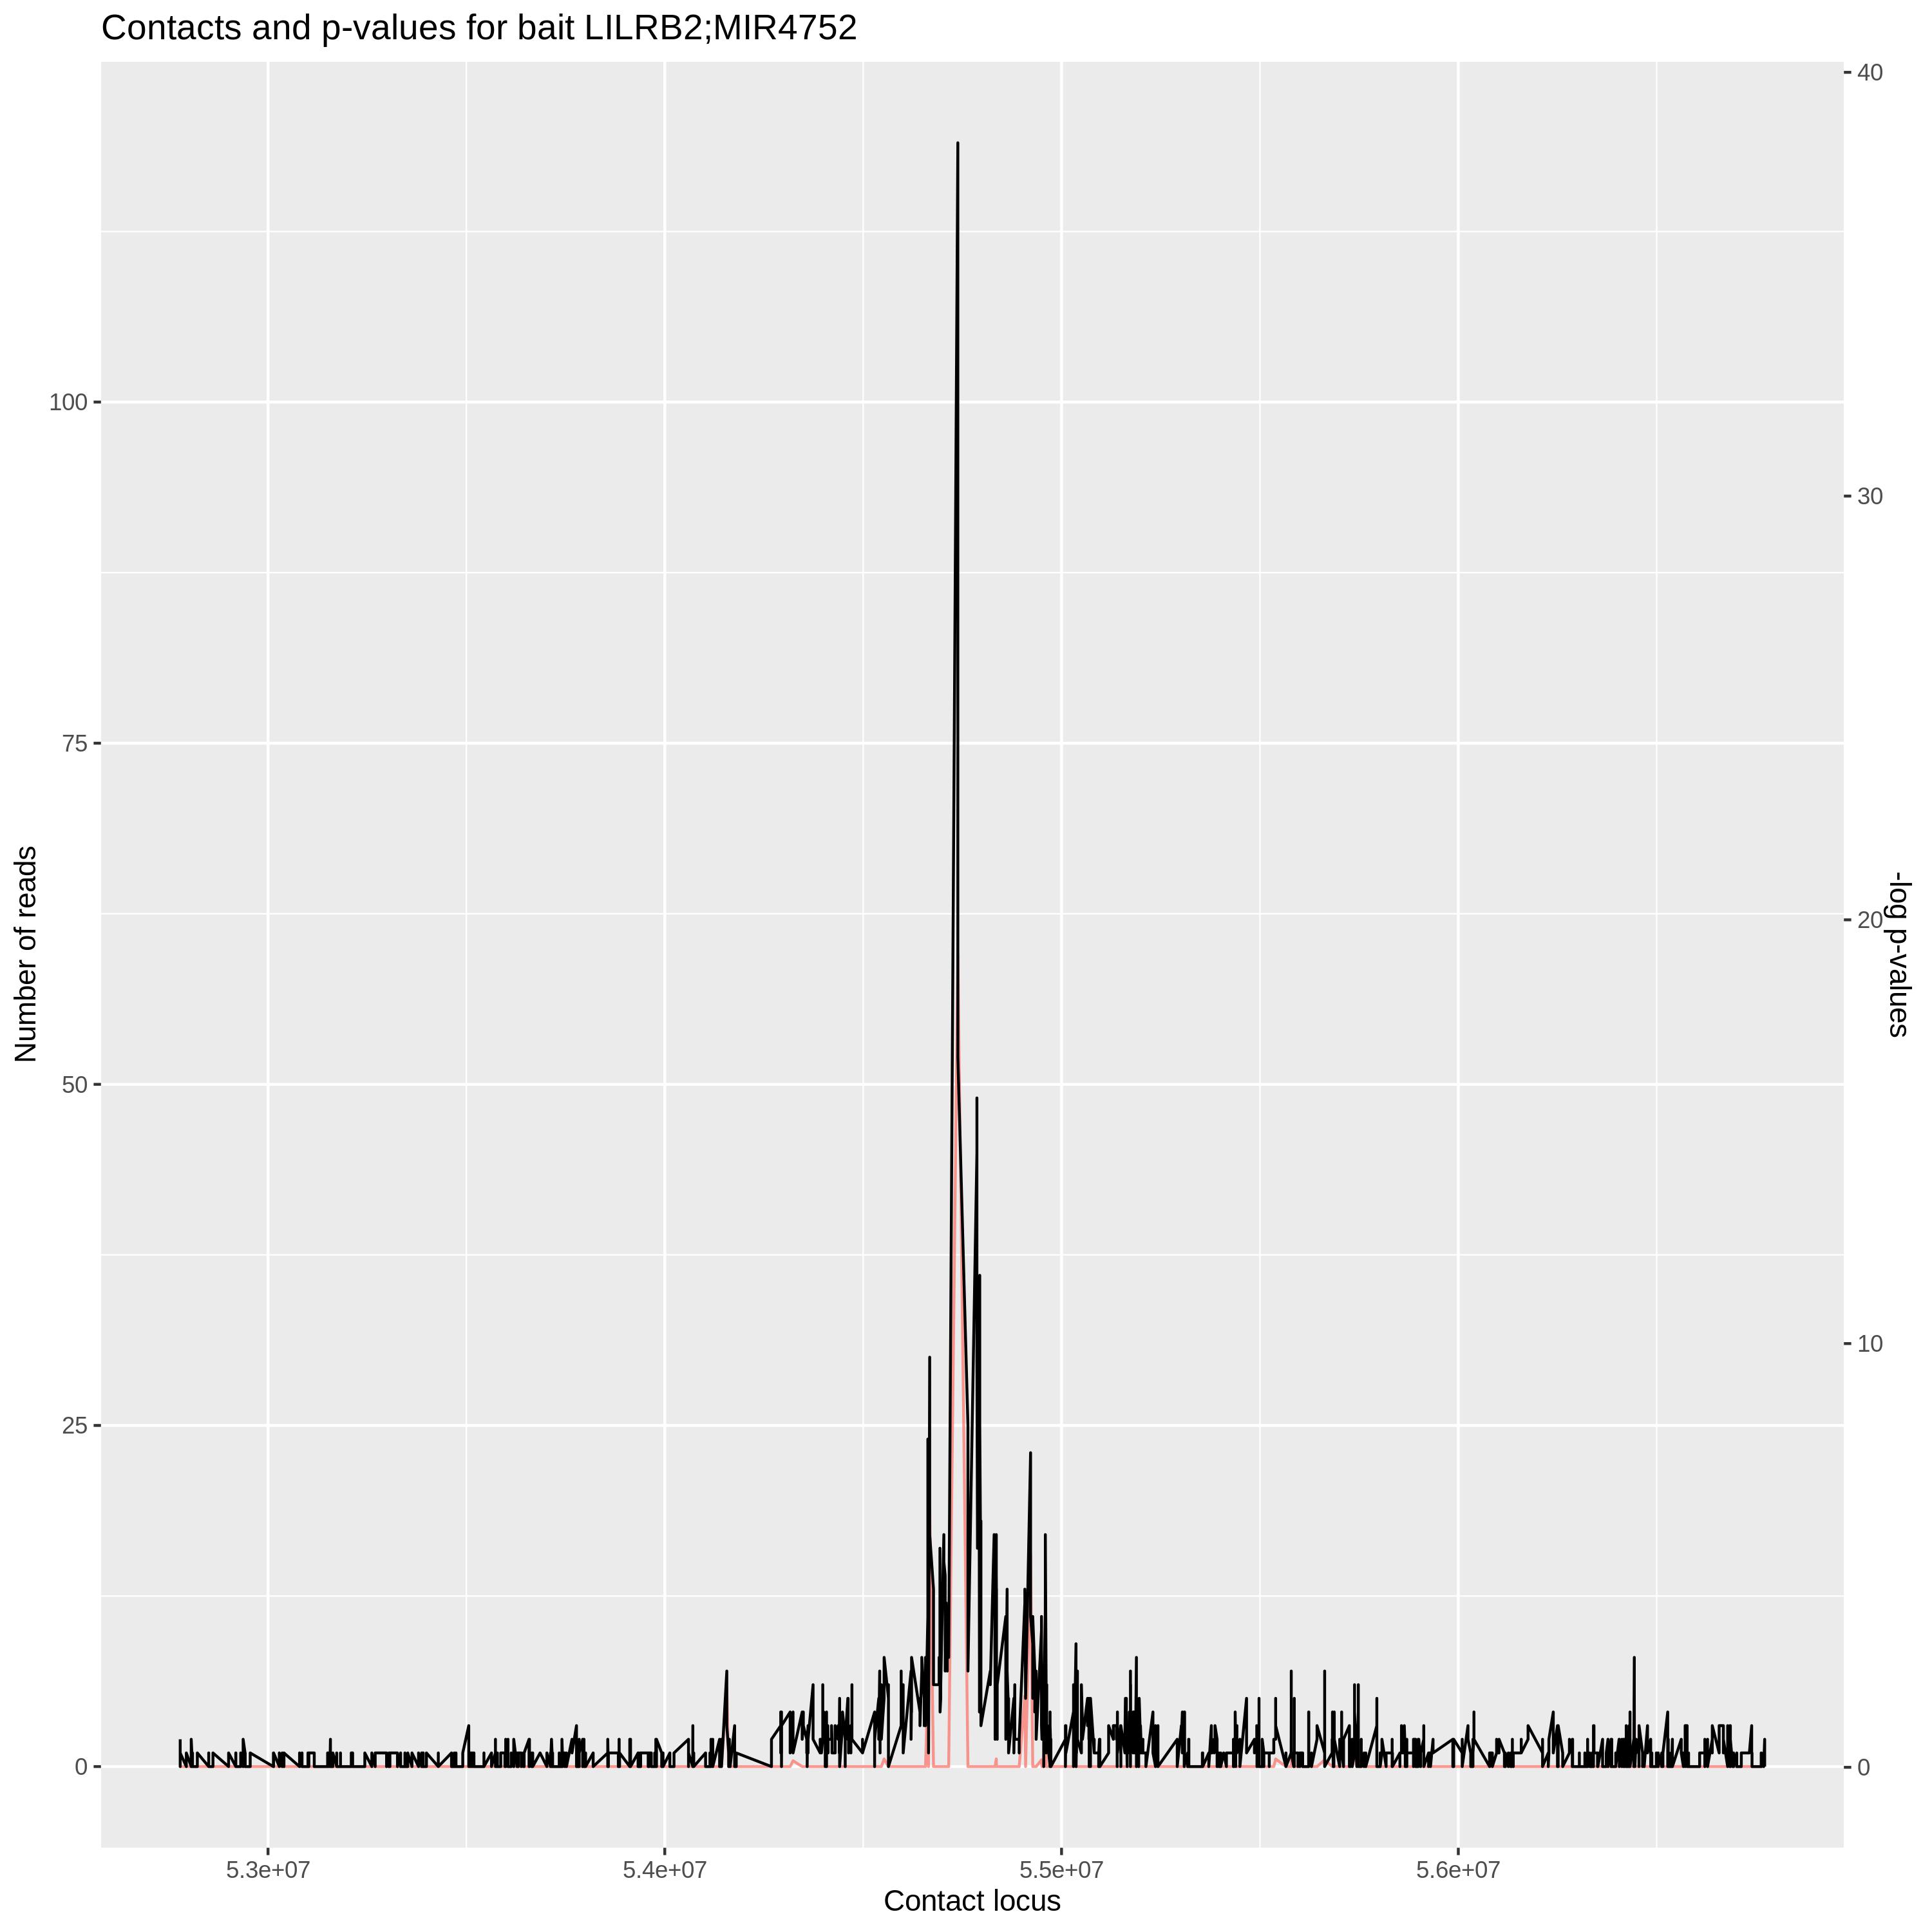 Contacts and p-values for bait LILRB2;MIR4752
40
100
30
75
20
50
10
25
0
0
Number of reads
-log p-values
5.3e+07
5.4e+07
5.5e+07
5.6e+07
Contact locus